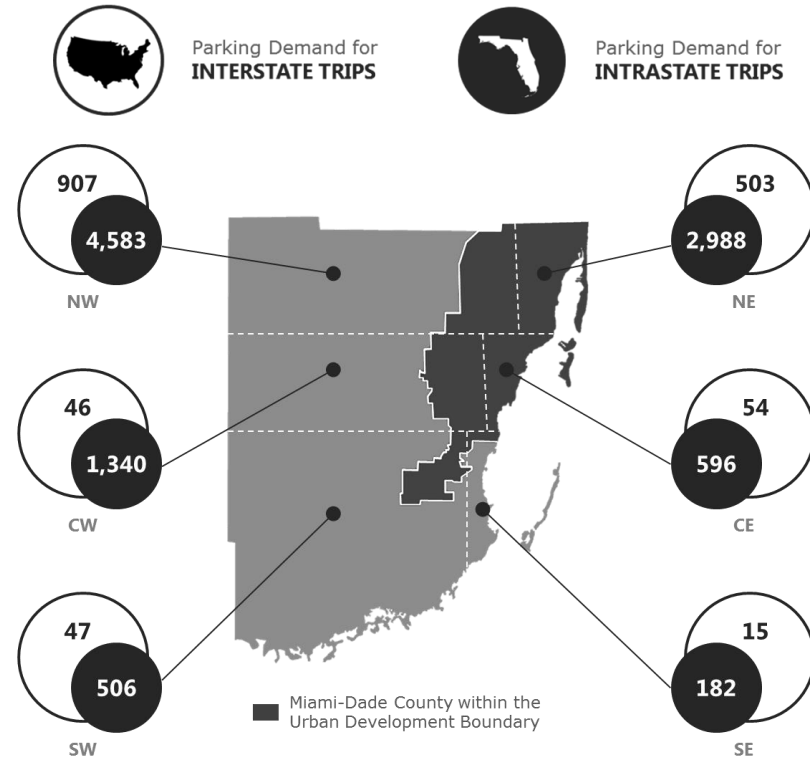 Parking Demand for
INTERSTATE TRIPS
Parking Demand for
INTRASTATE TRIPS
907
4,583
NW
503
2,988
NE
46
1,340
CW
54
596
CE
47
506
SW
15
182
SE
Miami-Dade County within the
Urban Development Boundary